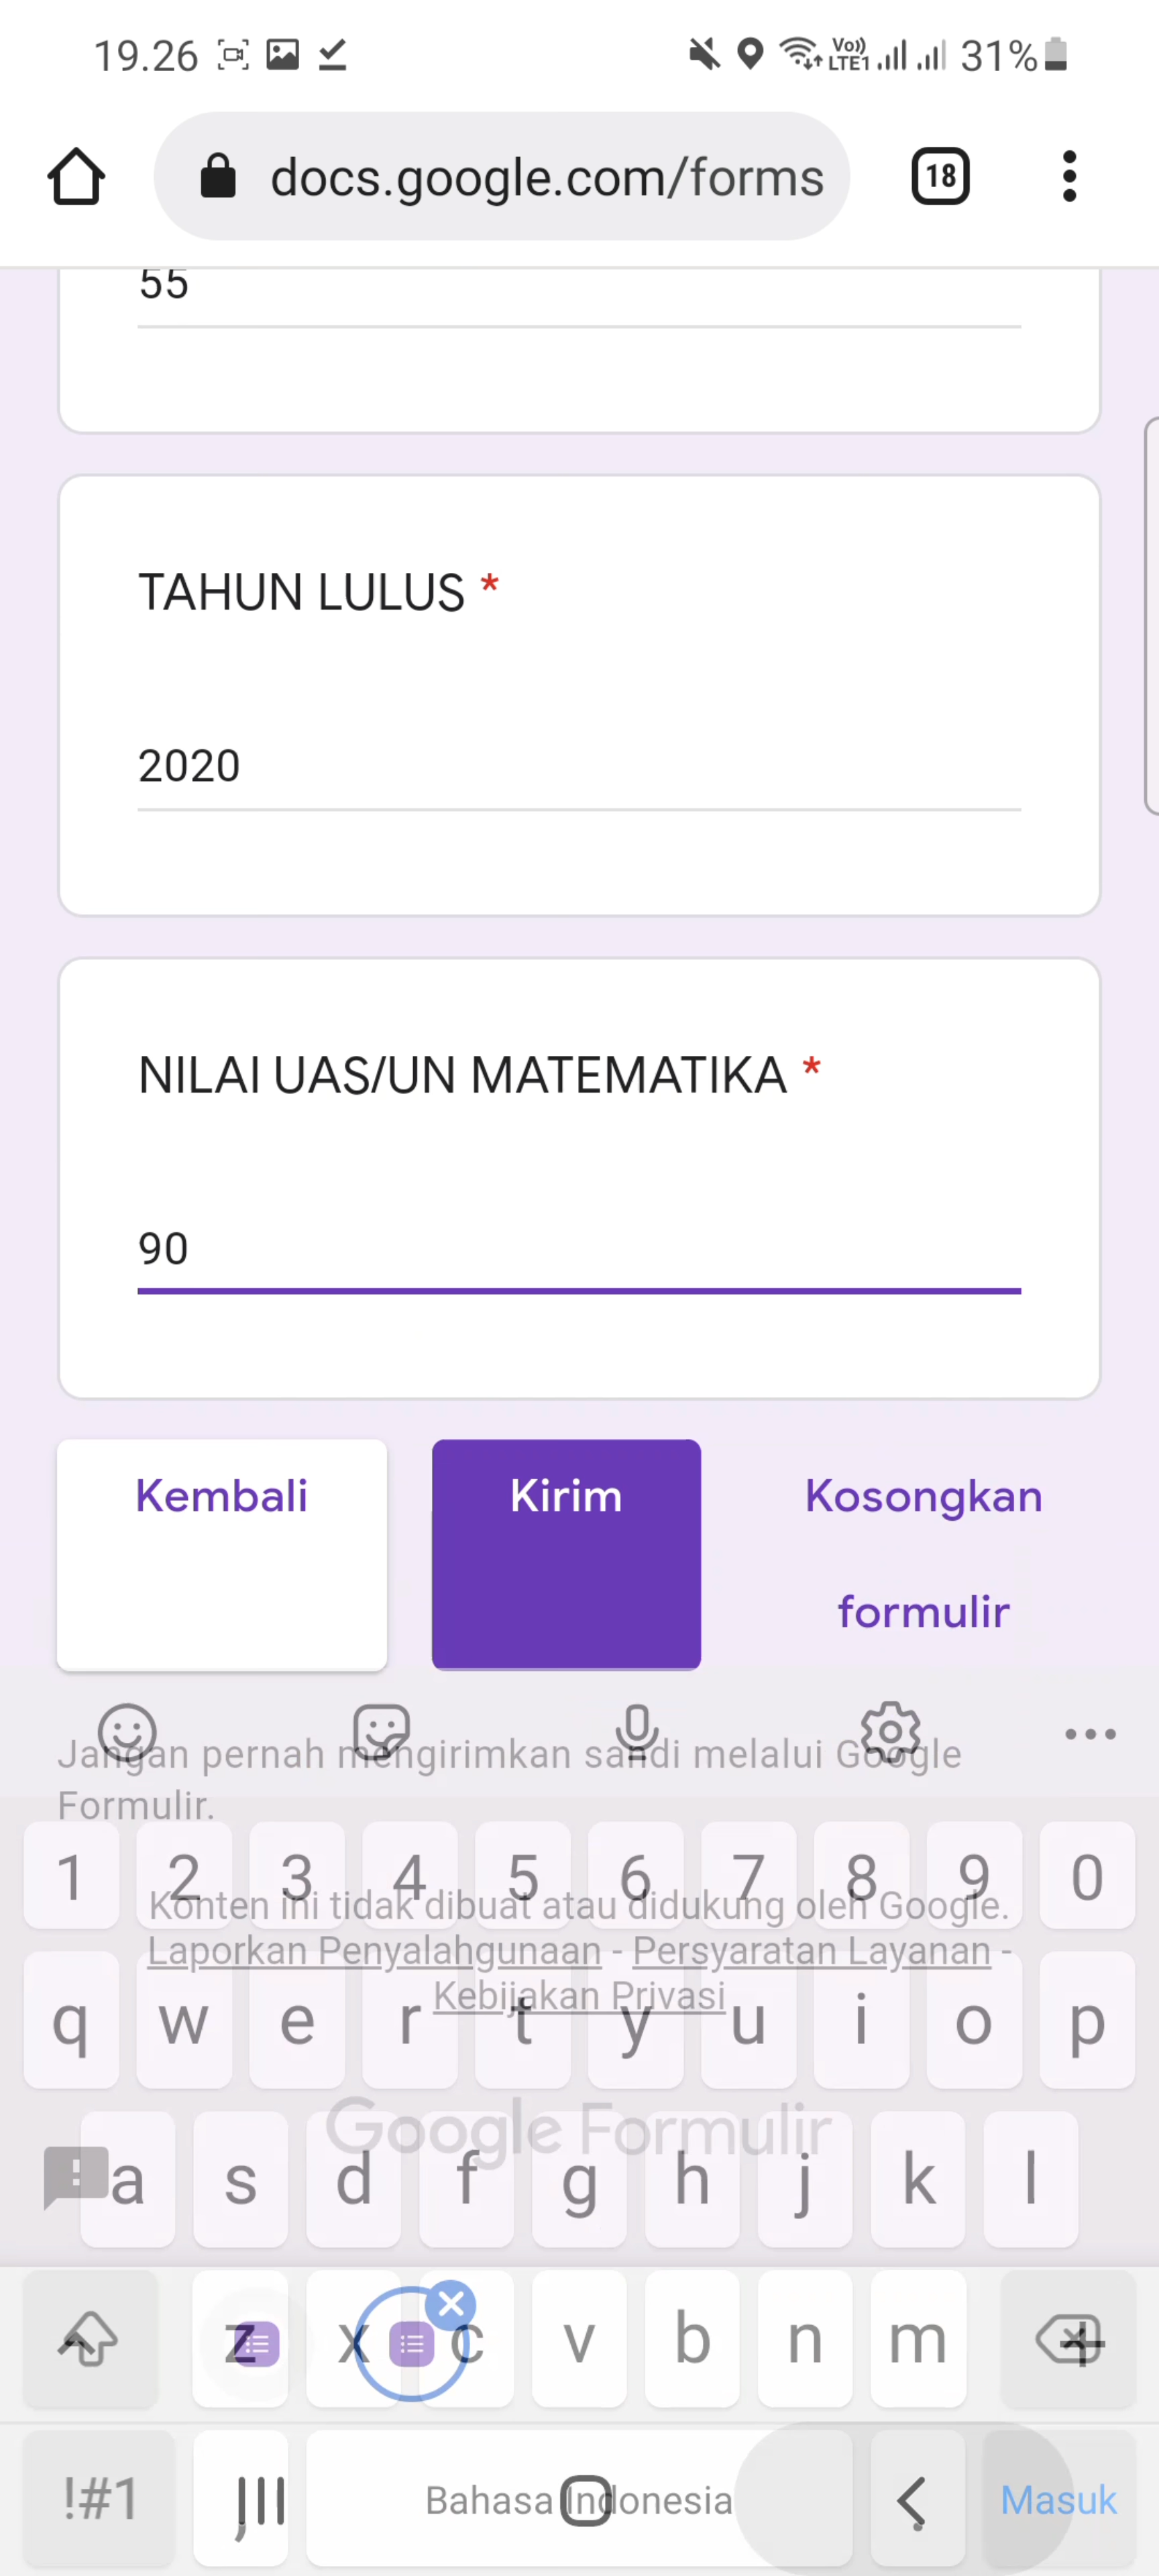 19.26
Vo)) LTE1 31%
docs.google.com/forms
18
55
TAHUN LULUS *
2020
NILAI UAS/UN MATEMATIKA *
90
Kembali
Kirim
Kosongkan
formulir
Jangan pernah mengirimkan sandi melalui Google
Formulir.
1 2 3 4 5 6 7 8 9 0
Konten ini tidak dibuat atau didukung oleh Google.
Laporkan Penyalahgunaan - Persyaratan Layanan -
Kebijakan Privasi
q w e r t y u i o p
Google Formulir
a s d f g h j k l
z x c v b n m
!#1 , Bahasa Indonesia . Masuk